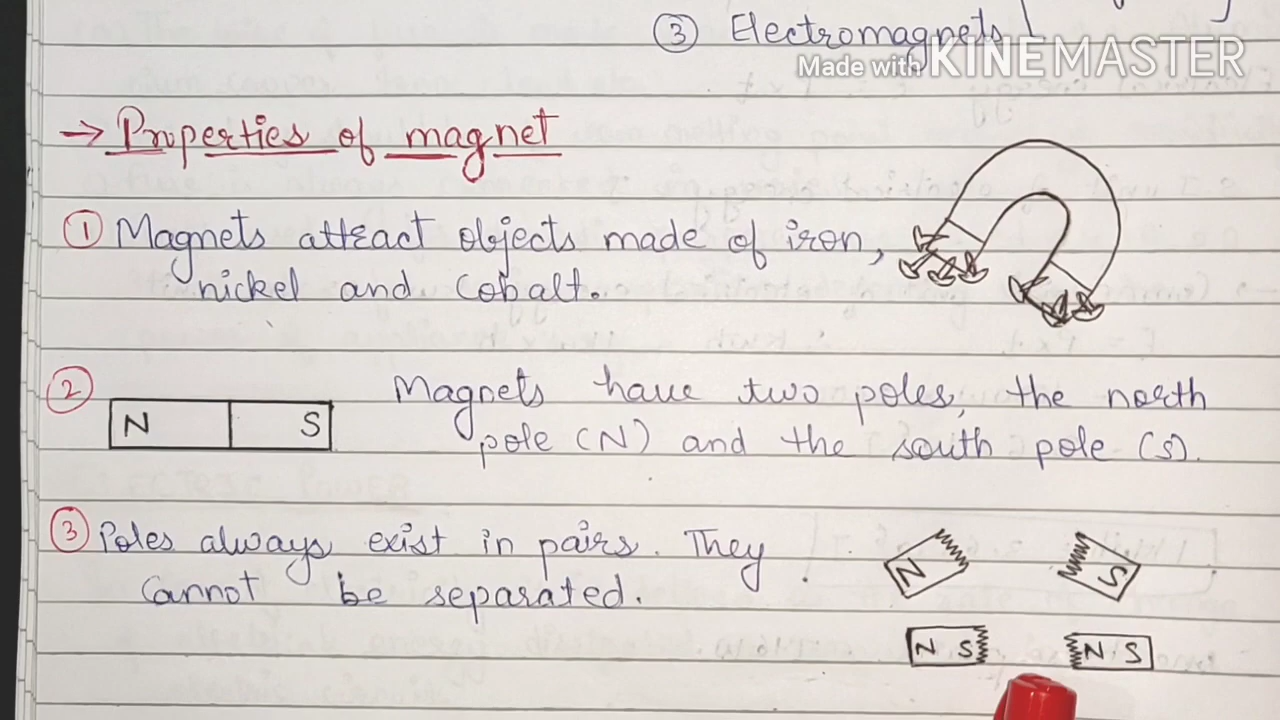 ③ Electromagnets
Made with KINEMASTER
→ Properties of magnet
① Magnets attract objects made of iron,
nickel and cobalt.
② Magnets have two poles, the north
N S
pole (N) and the south pole (S).
③ Poles always exist in pairs. They
cannot be separated.
N S
N S N S